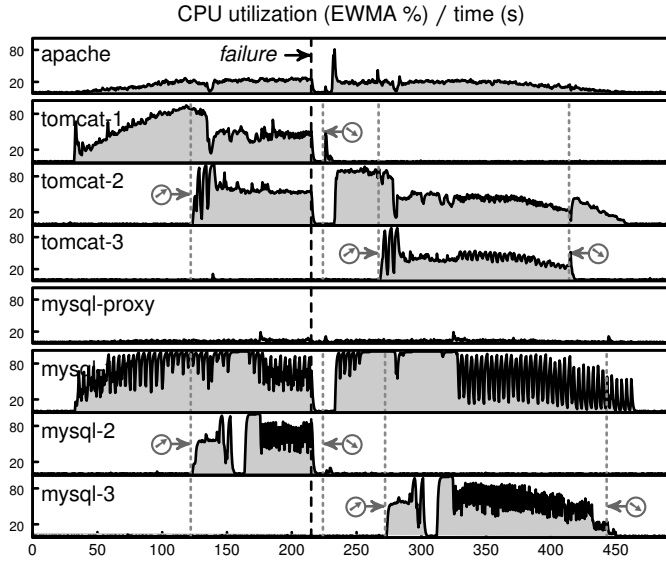 CPU utilization (EWMA %) / time (s)
80
20
apache
failure
80
20
tomcat-1
80
20
tomcat-2
80
20
tomcat-3
80
20
mysql-proxy
80
20
mysql-1
80
20
mysql-2
80
20
mysql-3
0 50 100 150 200 250 300 350 400 450